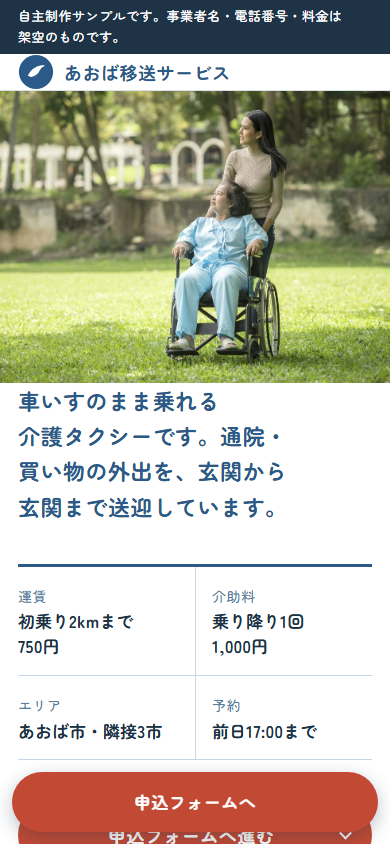 自主制作サンプルです。事業者名・電話番号・料金は
架空のものです。
あおば移送サービス
車いすのまま乗れる
介護タクシーです。通院・
買い物の外出を、玄関から
玄関まで送迎しています。
運賃
初乗り2kmまで
750円
介助料
乗り降り1回
1,000円
エリア
あおば市・隣接3市
予約
前日17:00まで
申込フォームへ
申込フォームへ進む